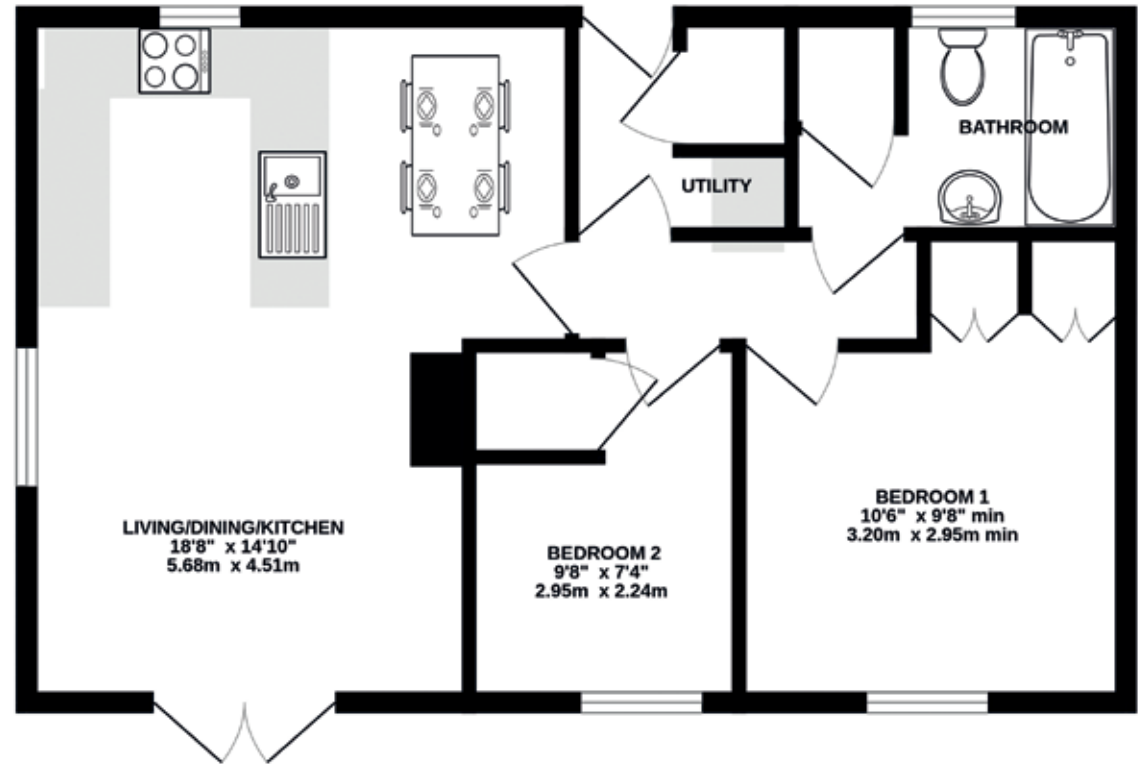 BATHROOM
UTILITY
LIVING/DINING/KITCHEN
18'8" x 14'10"
5.68m x 4.51m
BEDROOM 2
9'8" x 7'4"
2.95m x 2.24m
BEDROOM 1
10'6" x 9'8" min
3.20m x 2.95m min